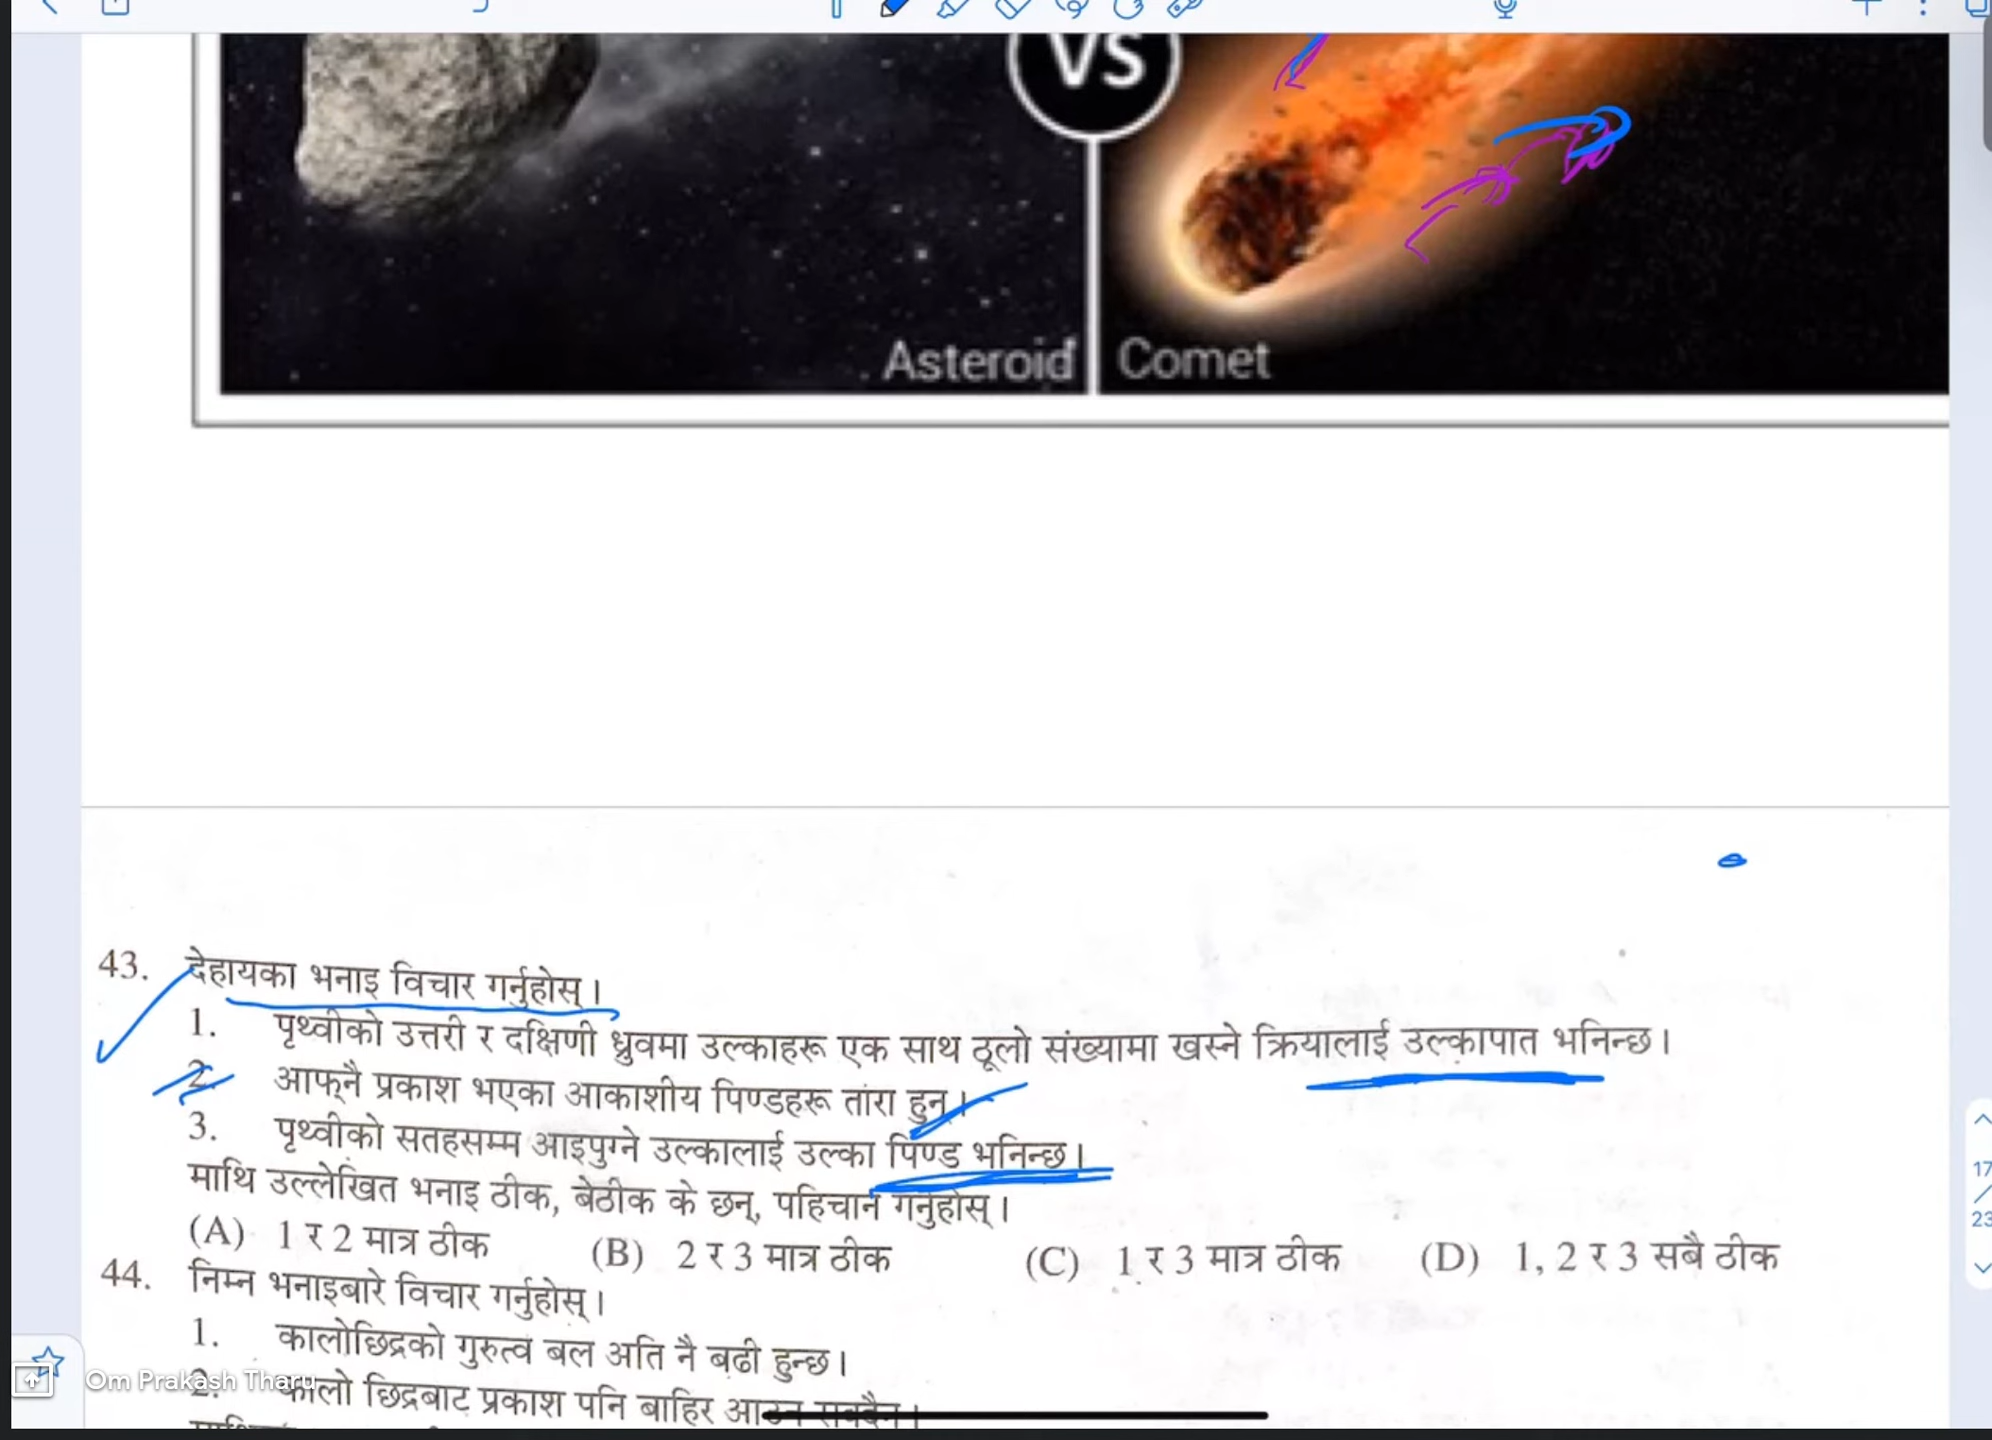 VS
Asteroid
Comet
43. देहायका भनाइ विचार गर्नुहोस् ।
1. पृथ्वीको उत्तरी र दक्षिणी ध्रुवमा उल्काहरू एक साथ ठूलो संख्यामा खस्ने क्रियालाई उल्कापात भनिन्छ ।
2. आफ्नै प्रकाश भएका आकाशीय पिण्डहरू तारा हुन् ।
3. पृथ्वीको सतहसम्म आइपुग्ने उल्कालाई उल्का पिण्ड भनिन्छ ।
माथि उल्लेखित भनाइ ठीक, बेठीक के छन्, पहिचान गर्नुहोस् ।
(A) 1 र 2 मात्र ठीक (B) 2 र 3 मात्र ठीक (C) 1 र 3 मात्र ठीक (D) 1, 2 र 3 सबै ठीक
44. निम्न भनाइबारे विचार गर्नुहोस् ।
1. कालोछिद्रको गुरुत्व बल अति नै बढी हुन्छ ।
2. कालो छिद्रबाट प्रकाश पनि बाहिर
Om Prakash Tharu
17
23